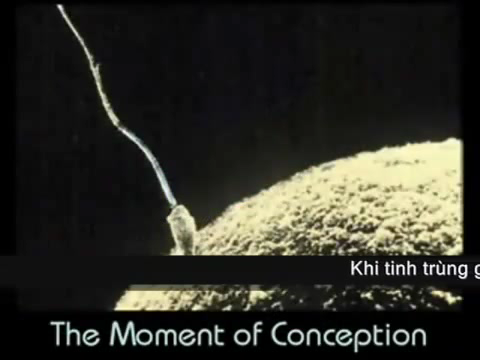 Khi tinh trùng g
The Moment of Conception